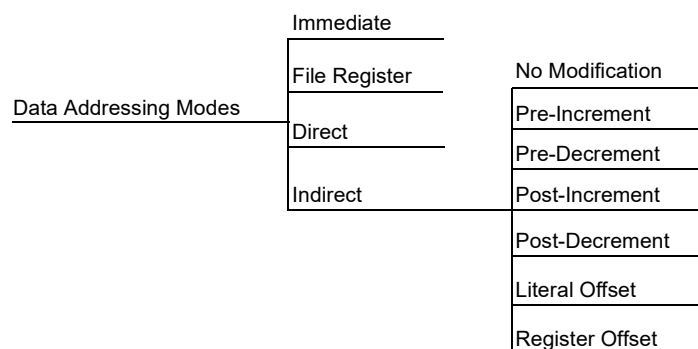 Immediate
File Register
No Modification
Data Addressing Modes
Pre-Increment
Direct
Pre-Decrement
Indirect
Post-Increment
Post-Decrement
Literal Offset
Register Offset